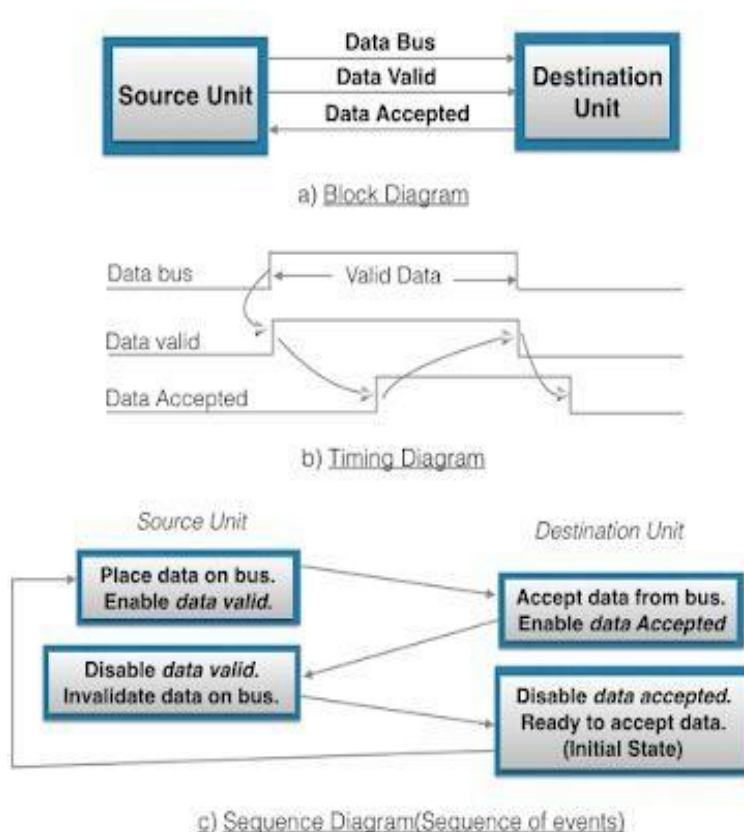 Source Unit
Data Bus
Data Valid
Data Accepted
Destination
Unit
a) Block Diagram
Data bus
Valid Data
Data valid
Data Accepted
b) Timing Diagram
Source Unit
Destination Unit
Place data on bus.
Enable data valid.
Accept data from bus.
Enable data Accepted
Disable data valid.
Invalidate data on bus.
Disable data accepted.
Ready to accept data.
(Initial State)
c) Sequence Diagram(Sequence of events)